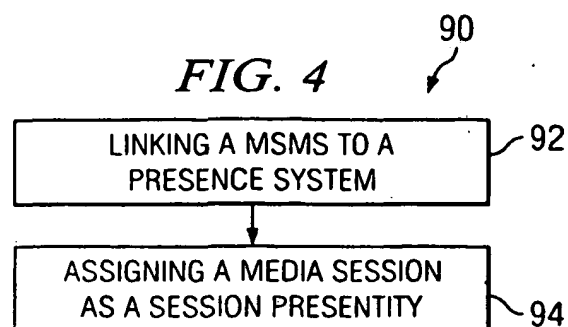 90
FIG. 4
LINKING A MSMS TO A
PRESENCE SYSTEM
92
ASSIGNING A MEDIA SESSION
AS A SESSION PRESENTITY
94